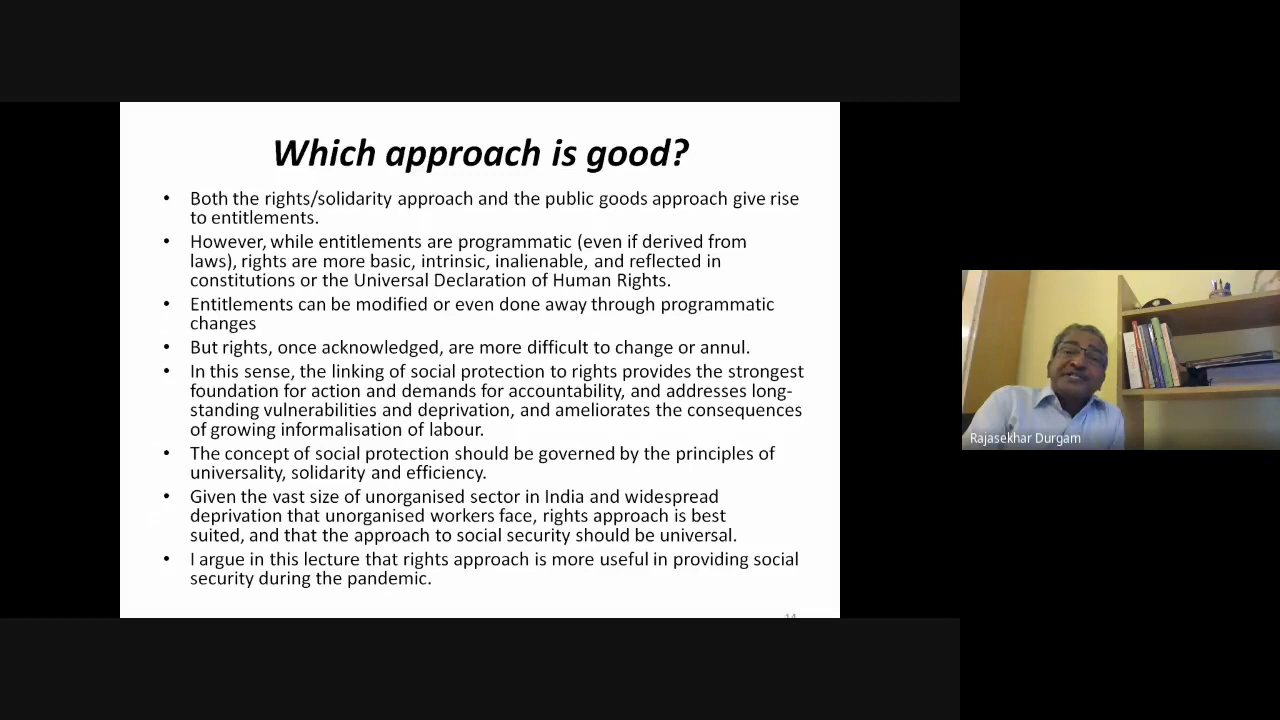 Which approach is good?
• Both the rights/solidarity approach and the public goods approach give rise
to entitlements.
• However, while entitlements are programmatic (even if derived from
laws), rights are more basic, intrinsic, inalienable, and reflected in
constitutions or the Universal Declaration of Human Rights.
• Entitlements can be modified or even done away through programmatic
changes
• But rights, once acknowledged, are more difficult to change or annul.
• In this sense, the linking of social protection to rights provides the strongest
foundation for action and demands for accountability, and addresses long-
standing vulnerabilities and deprivation, and ameliorates the consequences
of growing informalisation of labour.
• The concept of social protection should be governed by the principles of
universality, solidarity and efficiency.
• Given the vast size of unorganised sector in India and widespread
deprivation that unorganised workers face, rights approach is best
suited, and that the approach to social security should be universal.
• I argue in this lecture that rights approach is more useful in providing social
security during the pandemic.
Rajasekhar Durgam